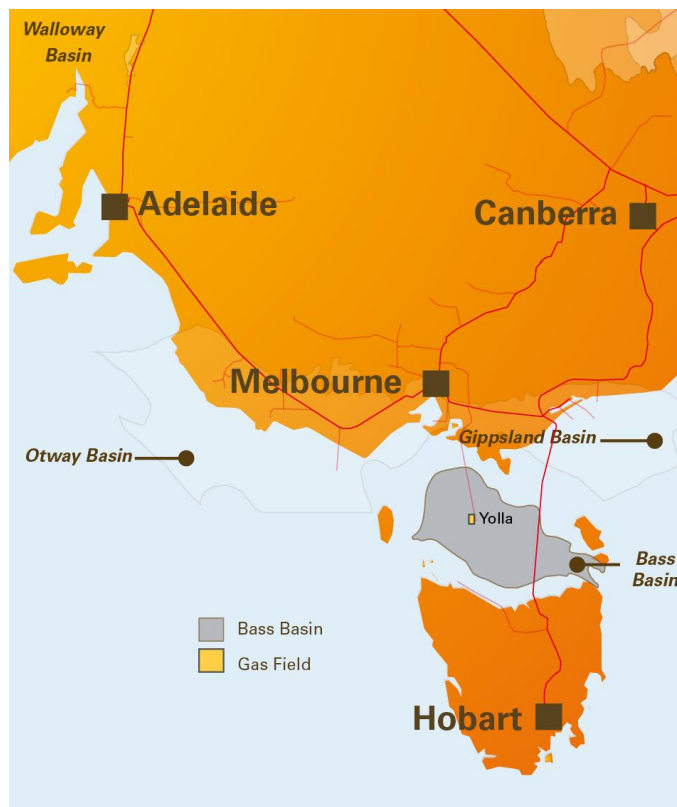 Walloway
Basin
Adelaide
Canberra
Melbourne
Gippsland Basin
Otway Basin
Yolla
Bass
Basin
Bass Basin
Gas Field
Hobart